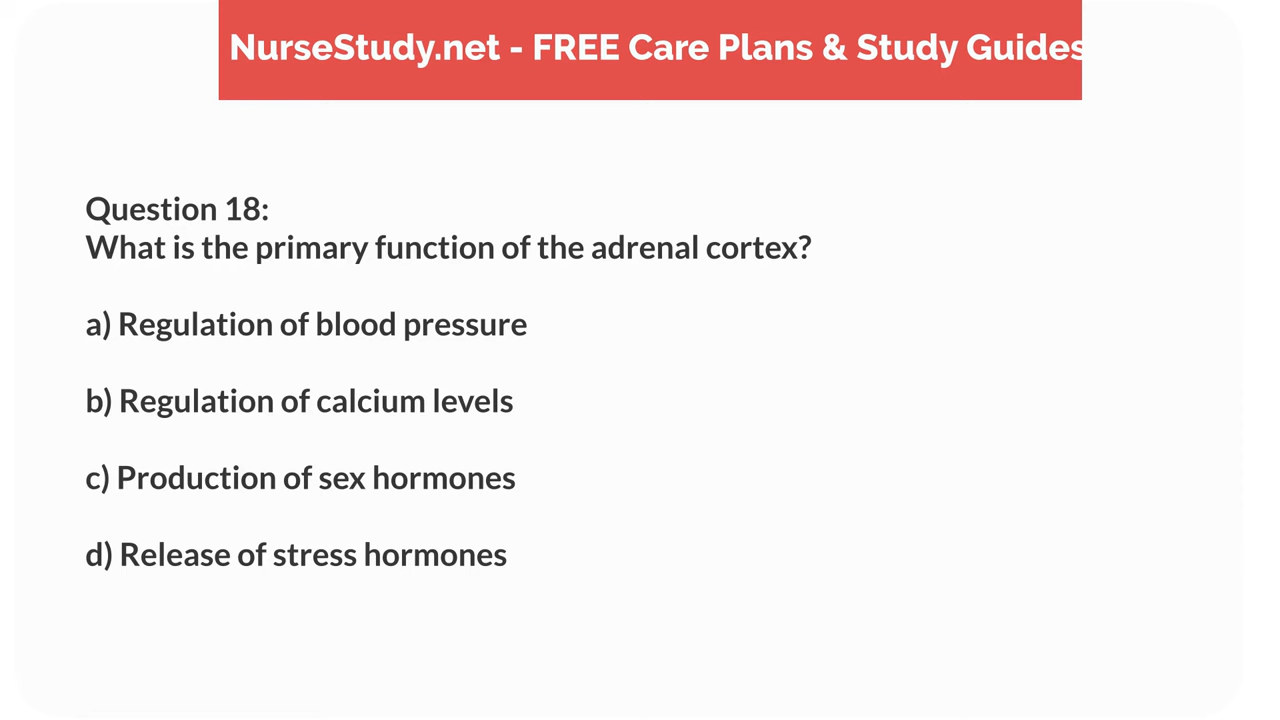 NurseStudy.net - FREE Care Plans & Study Guides
Question 18:
What is the primary function of the adrenal cortex?
a) Regulation of blood pressure
b) Regulation of calcium levels
c) Production of sex hormones
d) Release of stress hormones